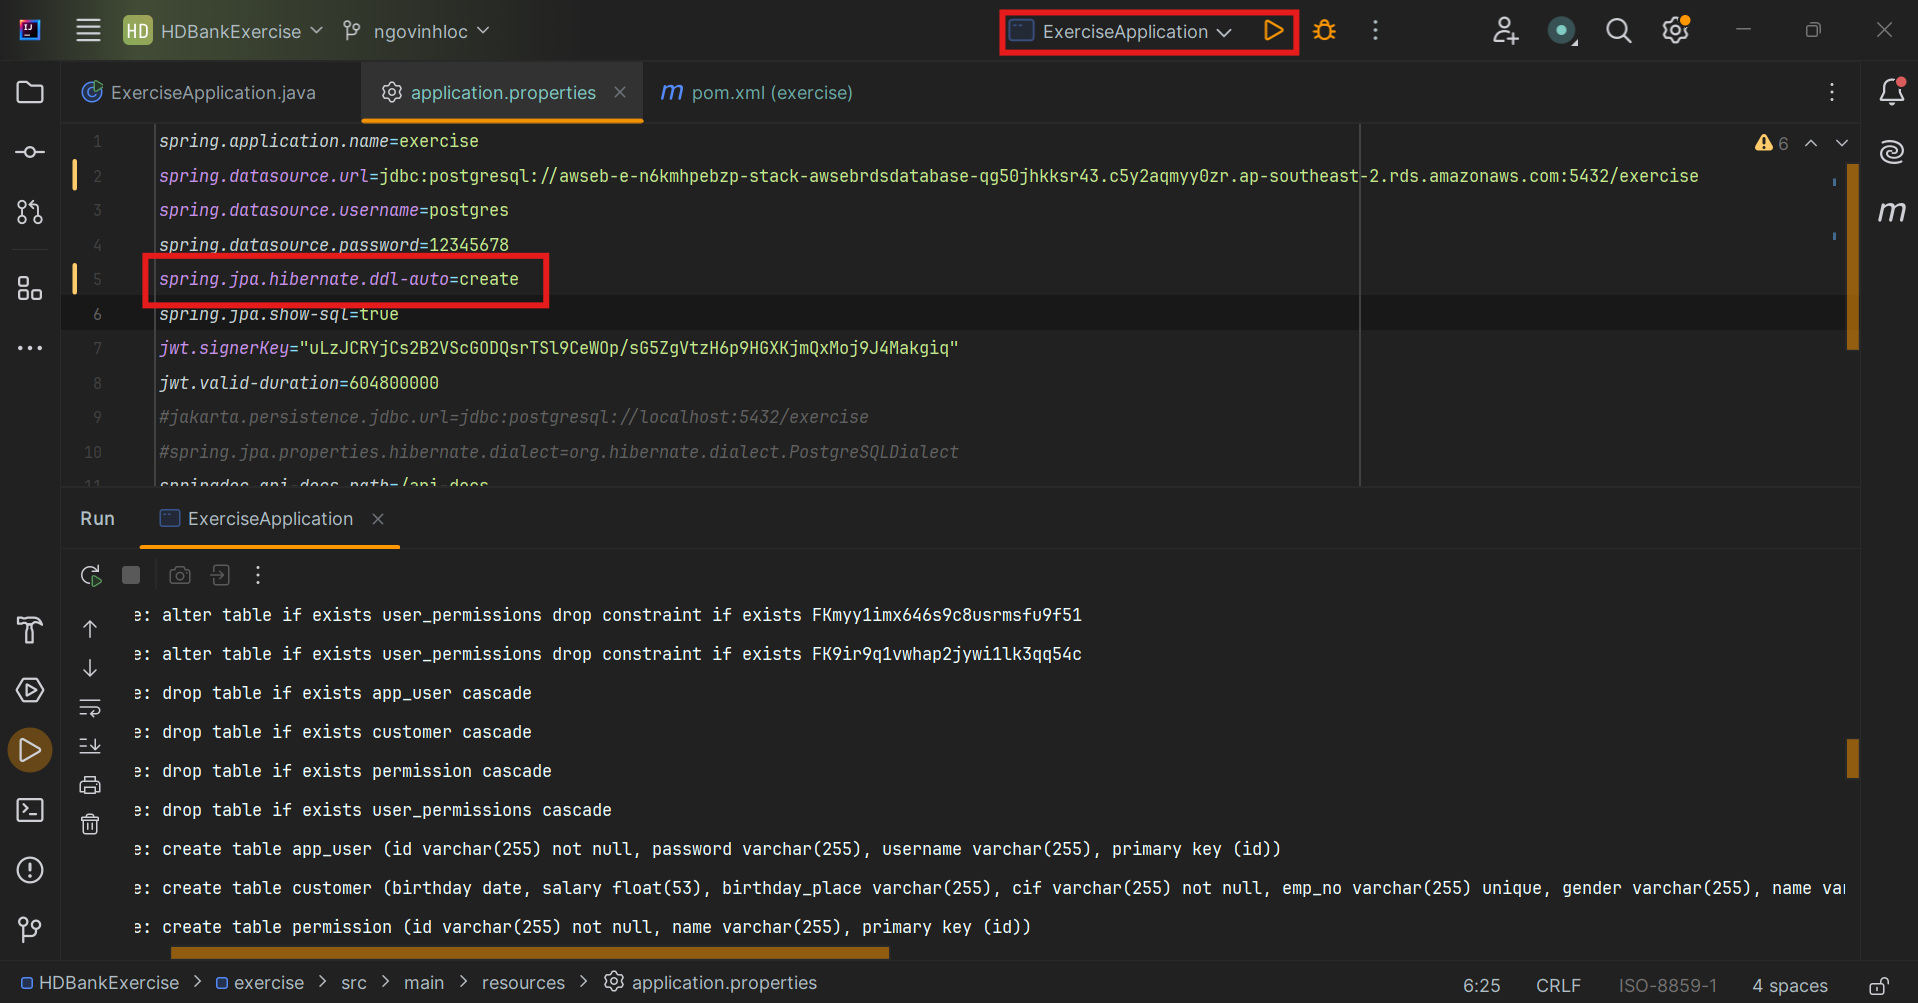 HD HDBankExercise ngovinhloc ExerciseApplication
ExerciseApplication.java application.properties m pom.xml (exercise)
1 spring.application.name=exercise
6
2 spring.datasource.url=jdbc:postgresql://awseb-e-n6kmhpebzp-stack-awsebrdsdatabase-qg50jhkksr43.c5y2aqmyy0zr.ap-southeast-2.rds.amazonaws.com:5432/exercise
3 spring.datasource.username=postgres
4 spring.datasource.password=12345678
5 spring.jpa.hibernate.ddl-auto=create
6 spring.jpa.show-sql=true
7 jwt.signerKey="uLzJCRYjCs2B2VScGODQsrTSl9CeWOp/sG5ZgVtzH6p9HGXKjmQxMoj9J4Makgiq"
8 jwt.valid-duration=604800000
9 #jakarta.persistence.jdbc.url=jdbc:postgresql://localhost:5432/exercise
10 #spring.jpa.properties.hibernate.dialect=org.hibernate.dialect.PostgreSQLDialect
11 springdoc.api-docs.path=/api-docs
Run ExerciseApplication
e: alter table if exists user_permissions drop constraint if exists FKmyy1imx646s9c8usrmsfu9f51
e: alter table if exists user_permissions drop constraint if exists FK9ir9q1vwhap2jywi1lk3qq54c
e: drop table if exists app_user cascade
e: drop table if exists customer cascade
e: drop table if exists permission cascade
e: drop table if exists user_permissions cascade
e: create table app_user (id varchar(255) not null, password varchar(255), username varchar(255), primary key (id))
e: create table customer (birthday date, salary float(53), birthday_place varchar(255), cif varchar(255) not null, emp_no varchar(255) unique, gender varchar(255), name var
e: create table permission (id varchar(255) not null, name varchar(255), primary key (id))
HDBankExercise > exercise > src > main > resources > application.properties 6:25 CRLF ISO-8859-1 4 spaces